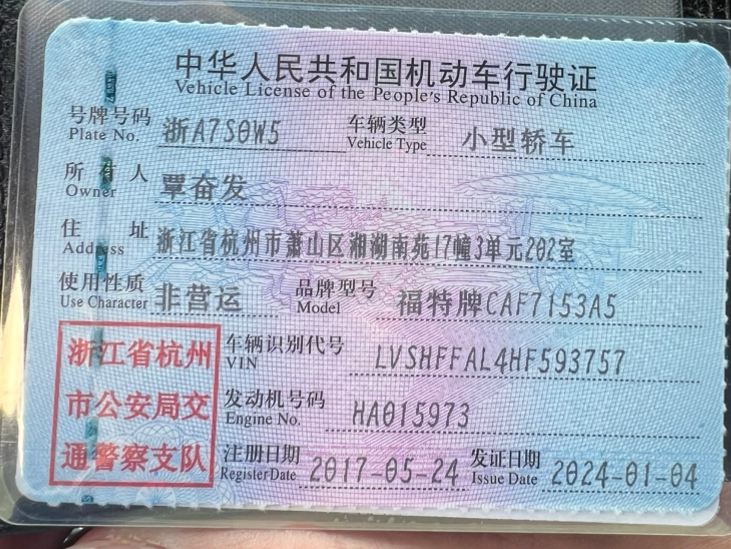 中华人民共和国机动车行驶证
Vehicle License of the People's Republic of China
号牌号码 浙A7S0W5 车辆类型 小型轿车
Plate No. Vehicle Type
所有人 覃奋发
Owner
住址 浙江省杭州市萧山区湘湖南苑17幢3单元202室
Address
使用性质 非营运 品牌型号 福特牌CAF7153A5
Use Character Model
浙江省杭州
市公安局交
通警察支队
车辆识别代号 LVSHFFAL4HF593757
VIN
发动机号码 HA015973
Engine No.
注册日期 2017-05-24 发证日期 2024-01-04
Register Date Issue Date